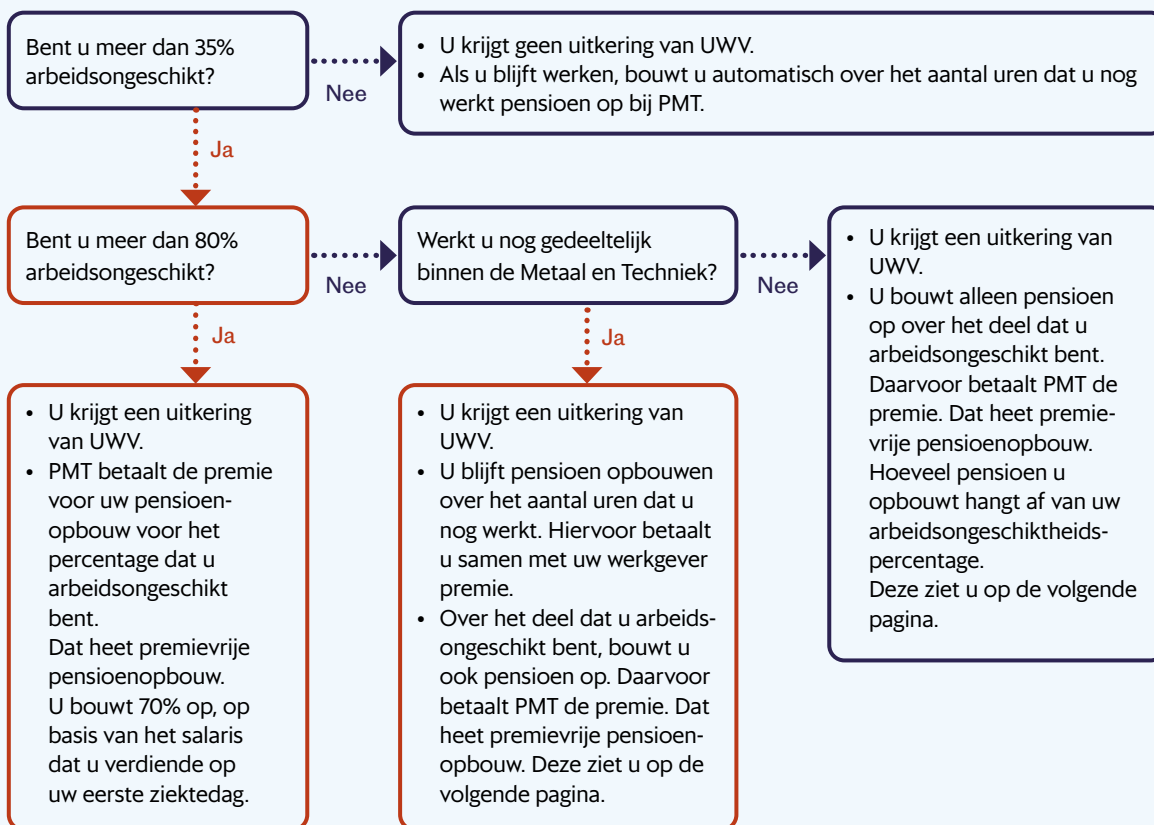 Bent u meer dan 35%
arbeidsongeschikt?
Nee
• U krijgt geen uitkering van UWV.
• Als u blijft werken, bouwt u automatisch over het aantal uren dat u nog
werkt pensioen op bij PMT.
Ja
Bent u meer dan 80%
arbeidsongeschikt?
Nee
Werkt u nog gedeeltelijk
binnen de Metaal en Techniek?
Nee
• U krijgt een uitkering van
UWV.
• U bouwt alleen pensioen
op over het deel dat u
arbeidsongeschikt bent.
Daarvoor betaalt PMT de
premie. Dat heet premie-
vrije pensioenopbouw.
Hoeveel pensioen u
opbouwt hangt af van uw
arbeidsongeschiktheids-
percentage.
Deze ziet u op de volgende
pagina.
Ja
• U krijgt een uitkering
van UWV.
• PMT betaalt de premie
voor uw pensioen-
opbouw voor het
percentage dat u
arbeidsongeschikt
bent.
Dat heet premievrije
pensioenopbouw.
U bouwt 70% op, op
basis van het salaris
dat u verdiende op
uw eerste ziektedag.
Ja
• U krijgt een uitkering van
UWV.
• U blijft pensioen opbouwen
over het aantal uren dat u
nog werkt. Hiervoor betaalt
u samen met uw werkgever
premie.
• Over het deel dat u arbeids-
ongeschikt bent, bouwt u
ook pensioen op. Daarvoor
betaalt PMT de premie. Dat
heet premievrije pensioen-
opbouw. Deze ziet u op de
volgende pagina.